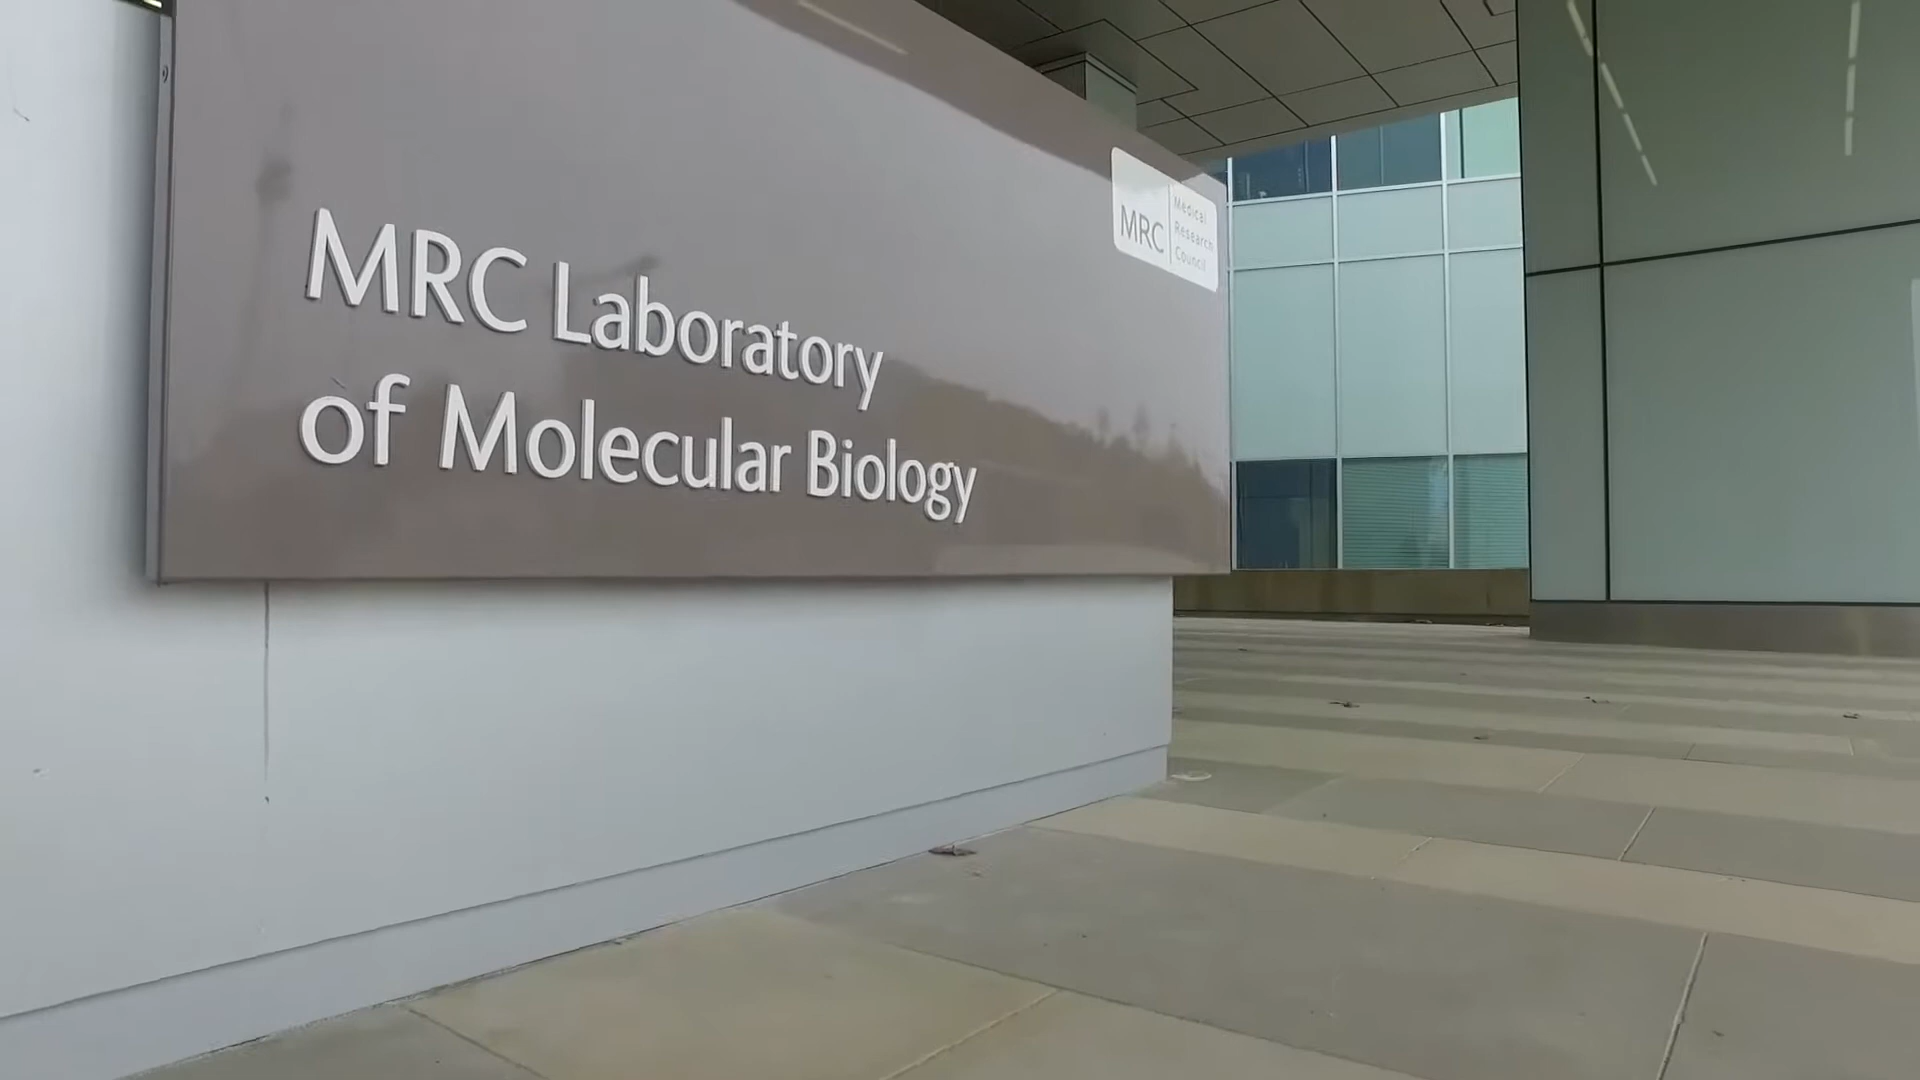 MRC Laboratory
of Molecular Biology
MRC
Medical
Research
Council